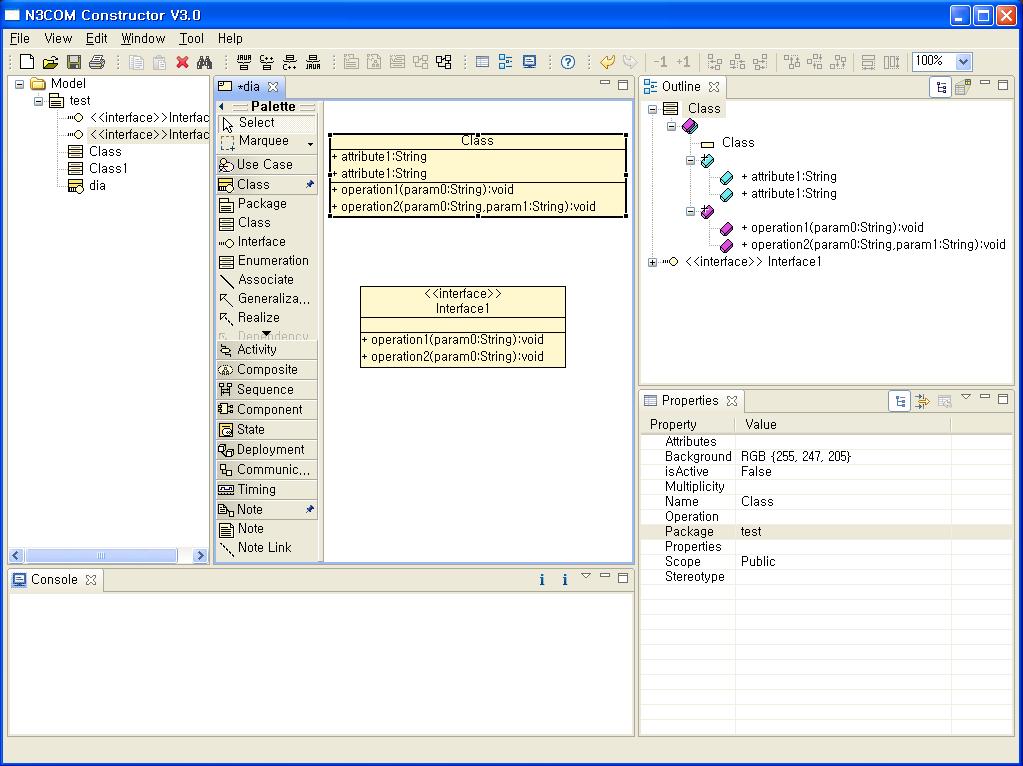 N3COM Constructor V3.0
File View Edit Window Tool Help
JAVA C++ C++ JAVA
-1 +1
100%
Model
test
<<interface>>Interfac
<<interface>>Interfac
Class
Class1
dia
*dia
Palette
Select
Marquee
Use Case
Class
Package
Class
Interface
Enumeration
Associate
Generaliza...
Realize
Dependency
Activity
Composite
Sequence
Component
State
Deployment
Communic...
Timing
Note
Note
Note Link
Class
+ attribute1:String
+ attribute1:String
+ operation1(param0:String):void
+ operation2(param0:String,param1:String):void
<<interface>>
Interface1
+ operation1(param0:String):void
+ operation2(param0:String):void
Outline
Class
Class
+ attribute1:String
+ attribute1:String
+ operation1(param0:String):void
+ operation2(param0:String,param1:String):void
<<interface>> Interface1
Properties
Property Value
Attributes
Background RGB {255, 247, 205}
isActive False
Multiplicity
Name Class
Operation
Package test
Properties
Scope Public
Stereotype
Console